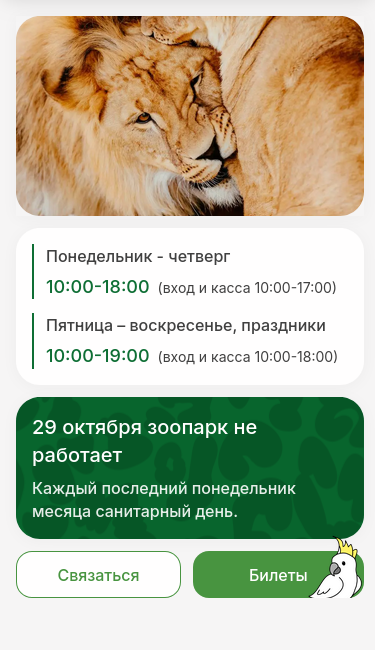 Понедельник - четверг
10:00-18:00 (вход и касса 10:00-17:00)
Пятница – воскресенье, праздники
10:00-19:00 (вход и касса 10:00-18:00)
29 октября зоопарк не
работает
Каждый последний понедельник
месяца санитарный день.
Связаться
Билеты